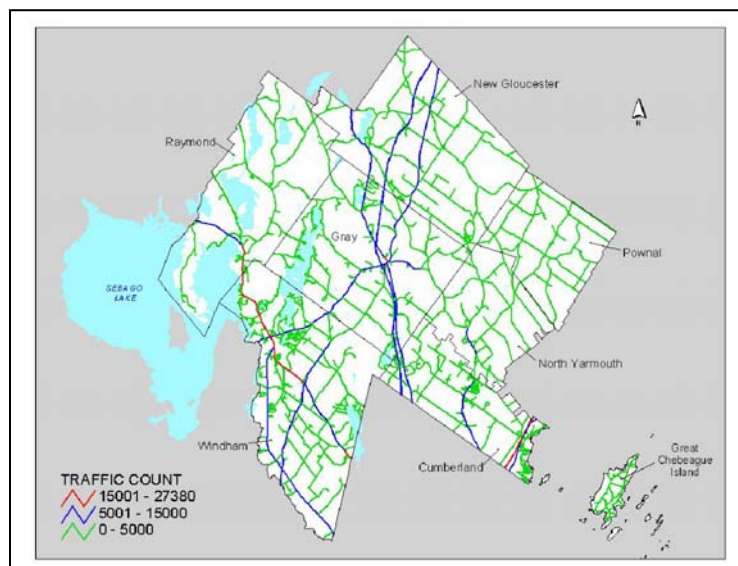 New Gloucester
N
Raymond
Gray
Pownal
SEBAGO
LAKE
North Yarmouth
Windham
Great
Chebeague
Island
Cumberland
TRAFFIC COUNT
15001 - 27380
5001 - 15000
0 - 5000